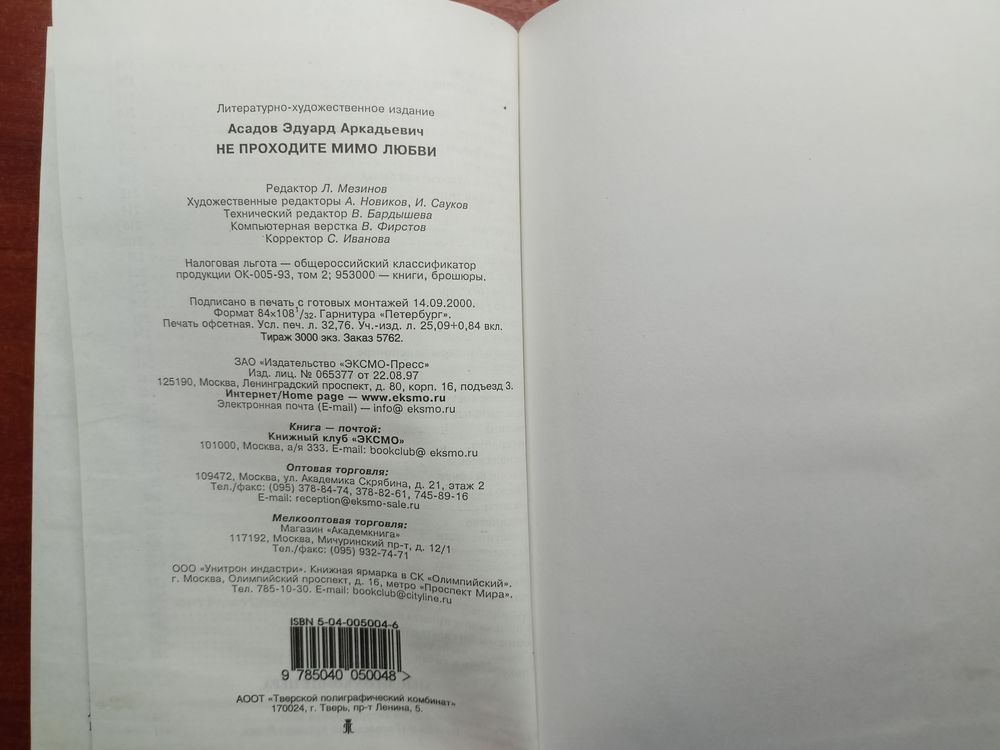 Литературно-художественное издание
Асадов Эдуард Аркадьевич
НЕ ПРОХОДИТЕ МИМО ЛЮБВИ
Редактор Л. Мезинов
Художественные редакторы А. Новиков, И. Сауков
Технический редактор В. Бардышева
Компьютерная верстка В. Фирстов
Корректор С. Иванова
Налоговая льгота — общероссийский классификатор
продукции ОК-005-93, том 2; 953000 — книги, брошюры.
Подписано в печать с готовых монтажей 14.09.2000.
Формат 84x108 1/32. Гарнитура «Петербург».
Печать офсетная. Усл. печ. л. 32,76. Уч.-изд. л. 25,09+0,84 вкл.
Тираж 3000 экз. Заказ 5762.
ЗАО «Издательство «ЭКСМО-Пресс»
Изд. лиц. № 065377 от 22.08.97
125190, Москва, Ленинградский проспект, д. 80, корп. 16, подъезд 3.
Интернет/Home page — www.eksmo.ru
Электронная почта (E-mail) — info@ eksmo.ru
Книга — почтой:
Книжный клуб «ЭКСМО»
101000, Москва, а/я 333. E-mail: bookclub@ eksmo.ru
Оптовая торговля:
109472, Москва, ул. Академика Скрябина, д. 21, этаж 2
Тел./факс: (095) 378-84-74, 378-82-61, 745-89-16
E-mail: reception@eksmo-sale.ru
Мелкооптовая торговля:
Магазин «Академкнига»
117192, Москва, Мичуринский пр-т, д. 12/1
Тел./факс: (095) 932-74-71
ООО «Унитрон индастри». Книжная ярмарка в СК «Олимпийский».
г. Москва, Олимпийский проспект, д. 16, метро «Проспект Мира».
Тел. 785-10-30. E-mail: bookclub@cityline.ru
ISBN 5-04-005004-6
9 785040 050048 >
АООТ «Тверской полиграфический комбинат»
170024, г. Тверь, пр-т Ленина, 5.